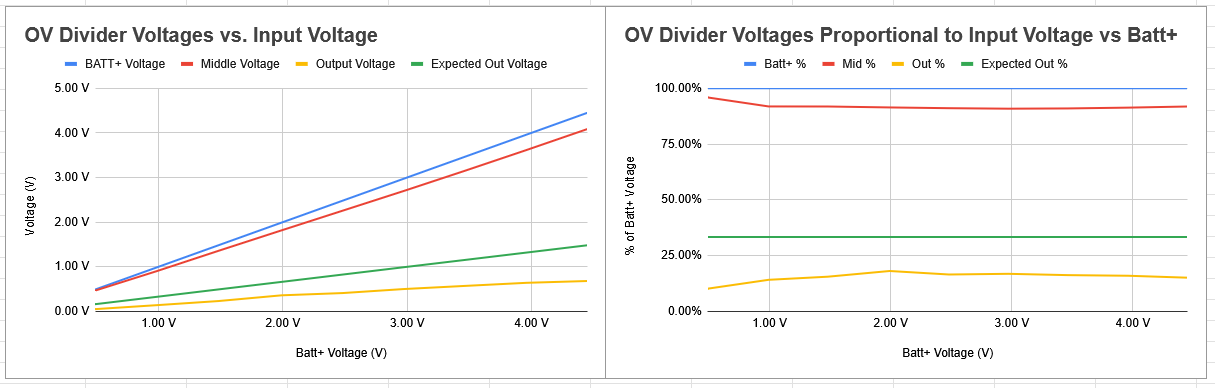 OV Divider Voltages vs. Input Voltage
BATT+ Voltage Middle Voltage Output Voltage Expected Out Voltage
5.00 V
4.00 V
3.00 V
2.00 V
1.00 V
0.00 V
Voltage (V)
1.00 V 2.00 V 3.00 V 4.00 V
Batt+ Voltage (V)
OV Divider Voltages Proportional to Input Voltage vs Batt+
Batt+ % Mid % Out % Expected Out %
100.00%
75.00%
50.00%
25.00%
0.00%
% of Batt+ Voltage
1.00 V 2.00 V 3.00 V 4.00 V
Batt+ Voltage (V)